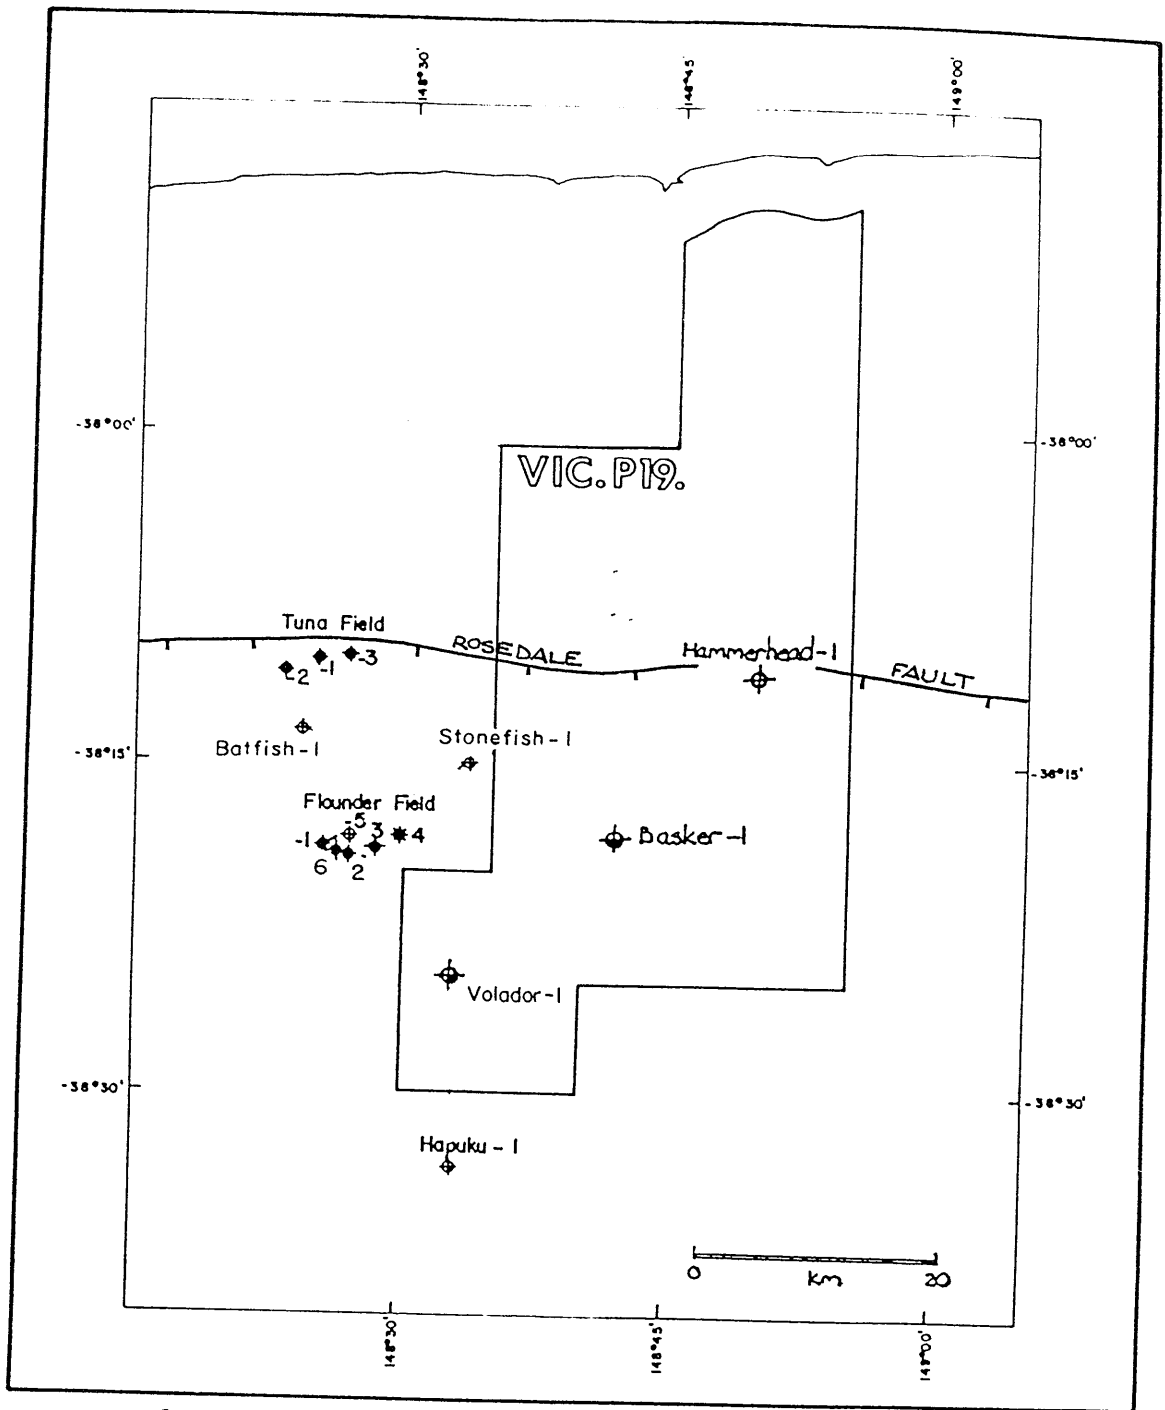 148°30'
148°45'
149°00'
-38°00'
-38°00'
VIC. P19.
Tuna Field
-2
-1
-3
ROSEDALE
Hammerhead-1
FAULT
Batfish-1
Stonefish-1
-38°15'
-38°15'
Flounder Field
-5
-1
3
4
6
2
Basker-1
Volador-1
-38°30'
-38°30'
Hapuku-1
0
km
20
148°30'
148°45'
149°00'